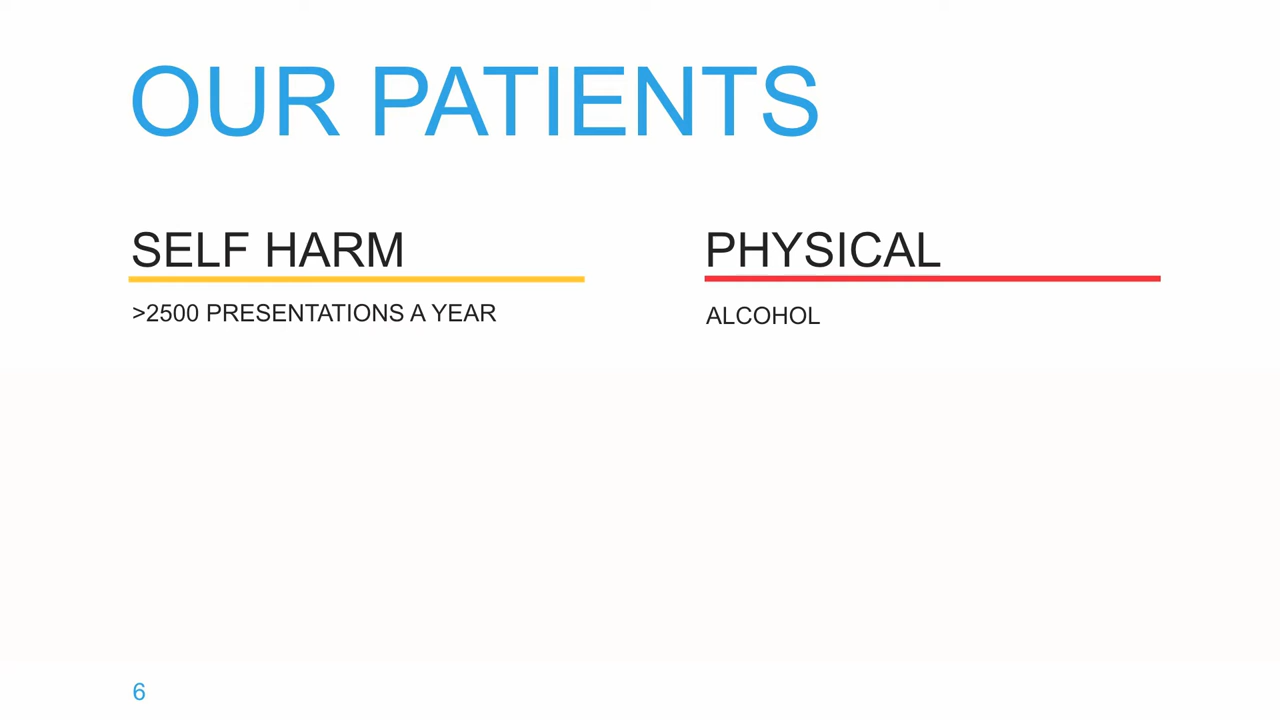 OUR PATIENTS
SELF HARM
>2500 PRESENTATIONS A YEAR
PHYSICAL
ALCOHOL
6